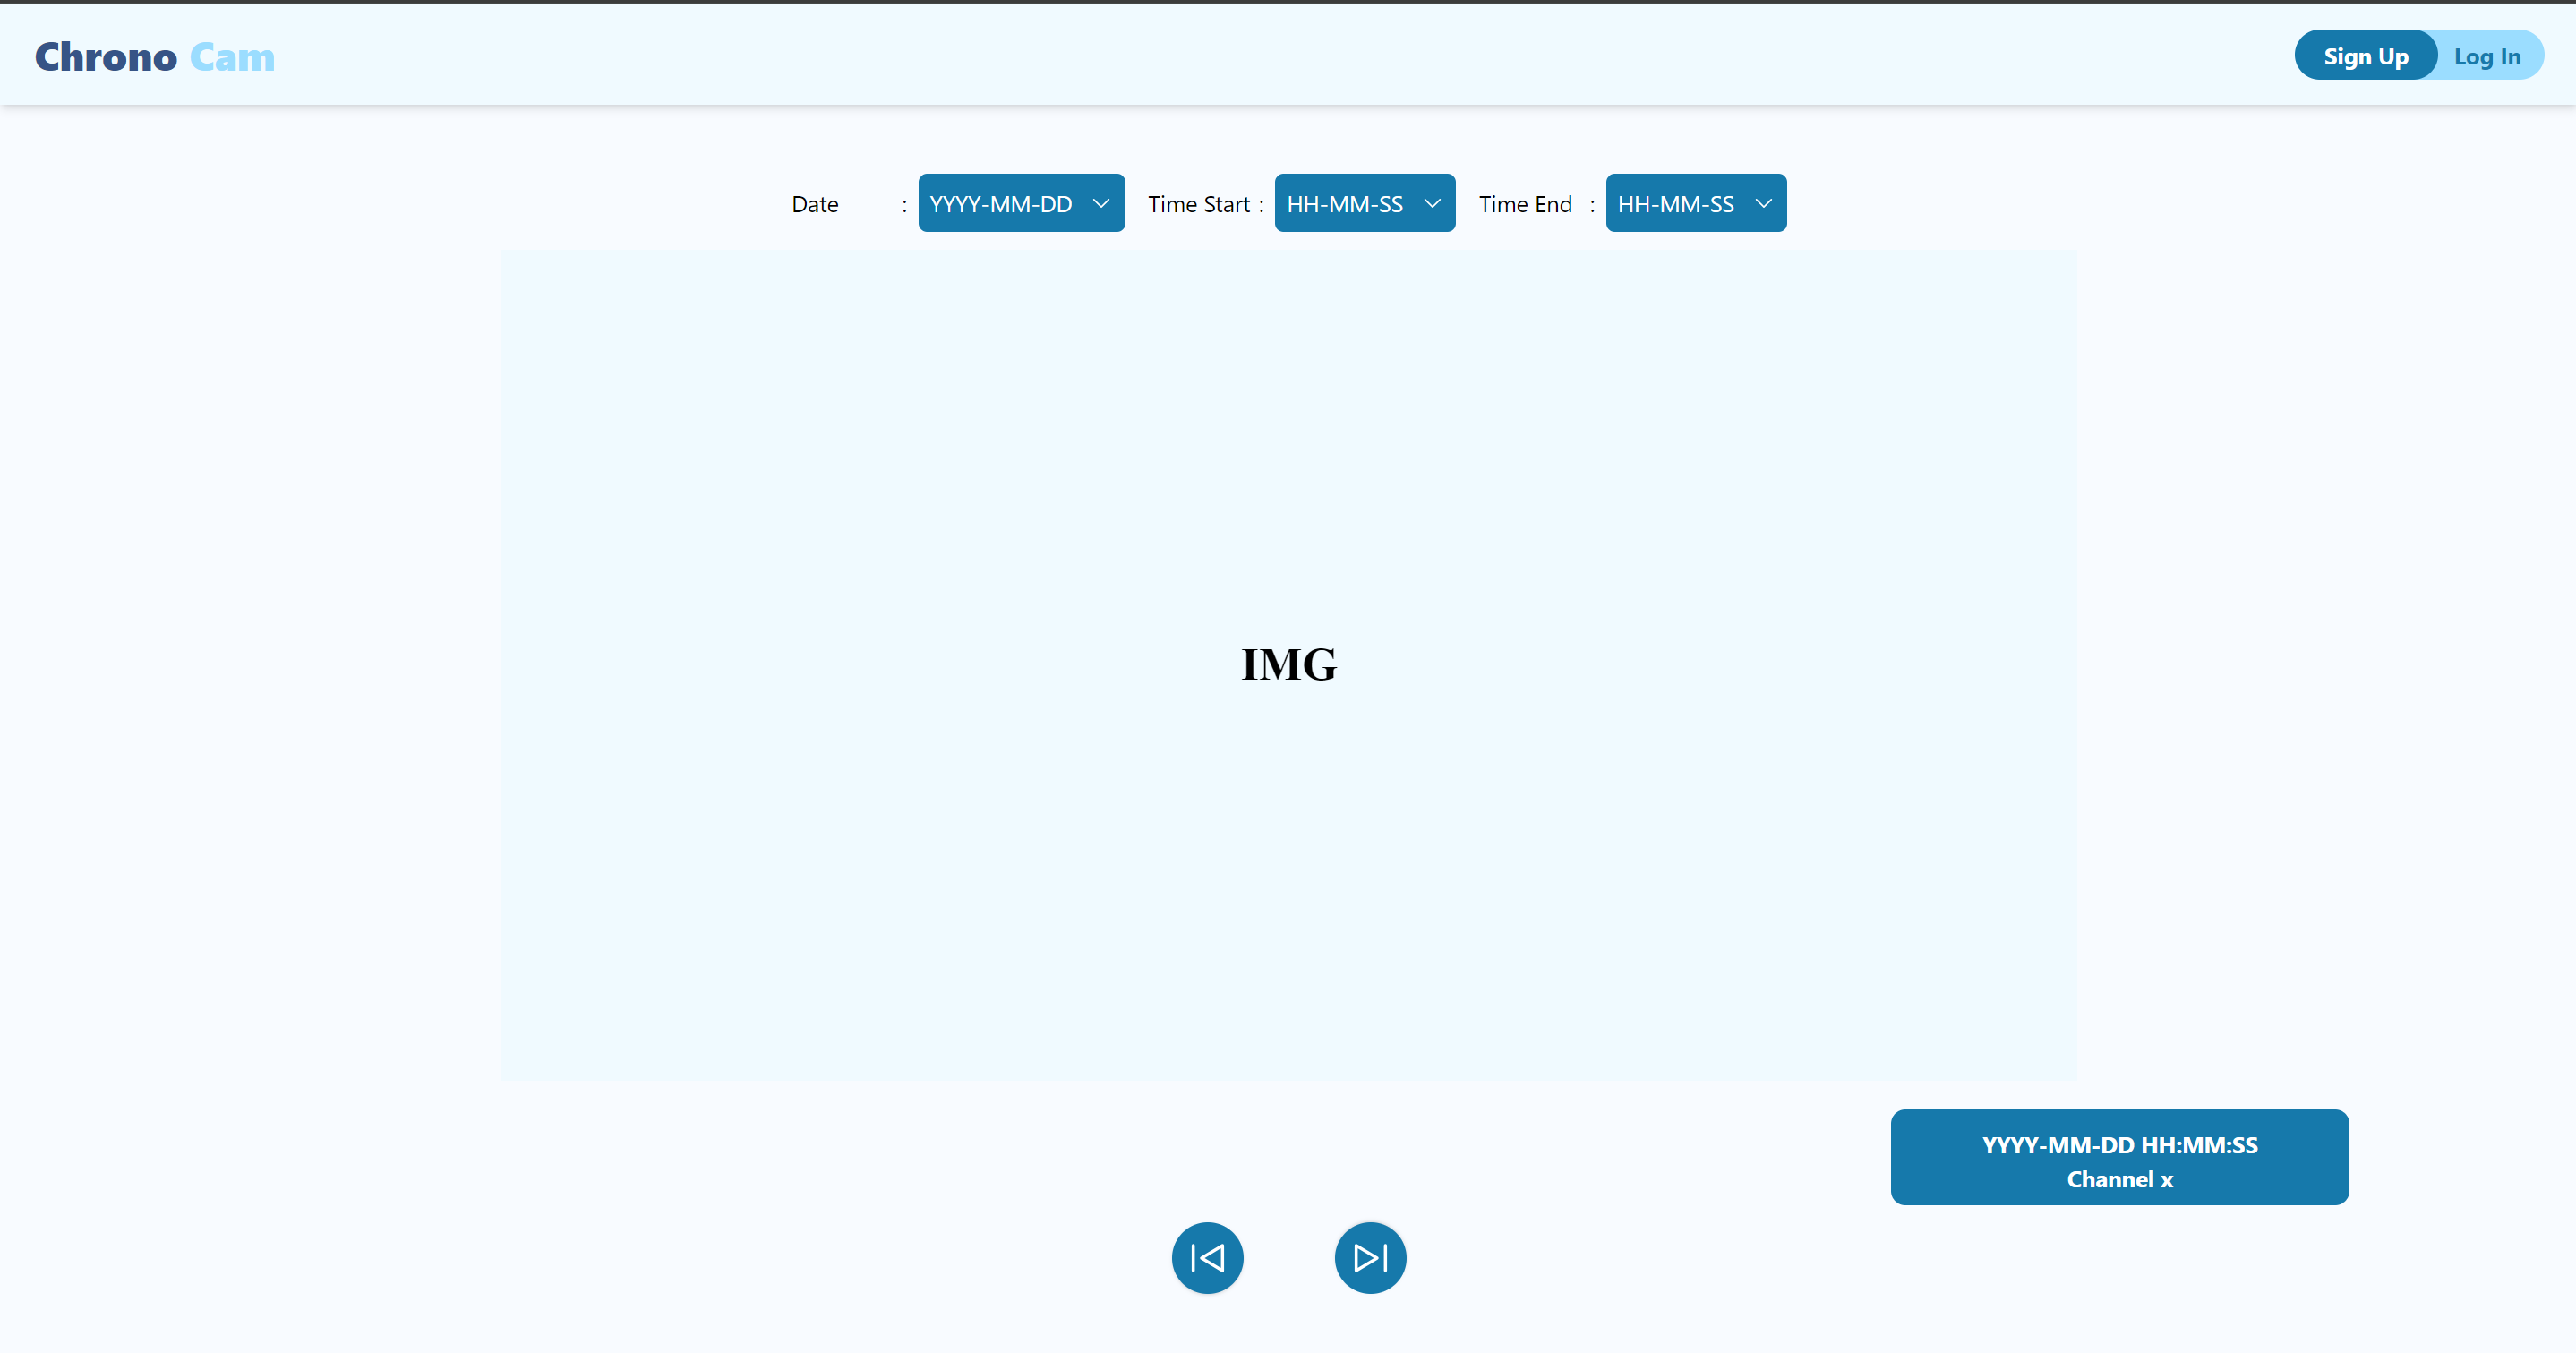 Chrono Cam
Sign Up
Log In
Date : YYYY-MM-DD Time Start : HH-MM-SS Time End : HH-MM-SS
IMG
YYYY-MM-DD HH:MM:SS
Channel x